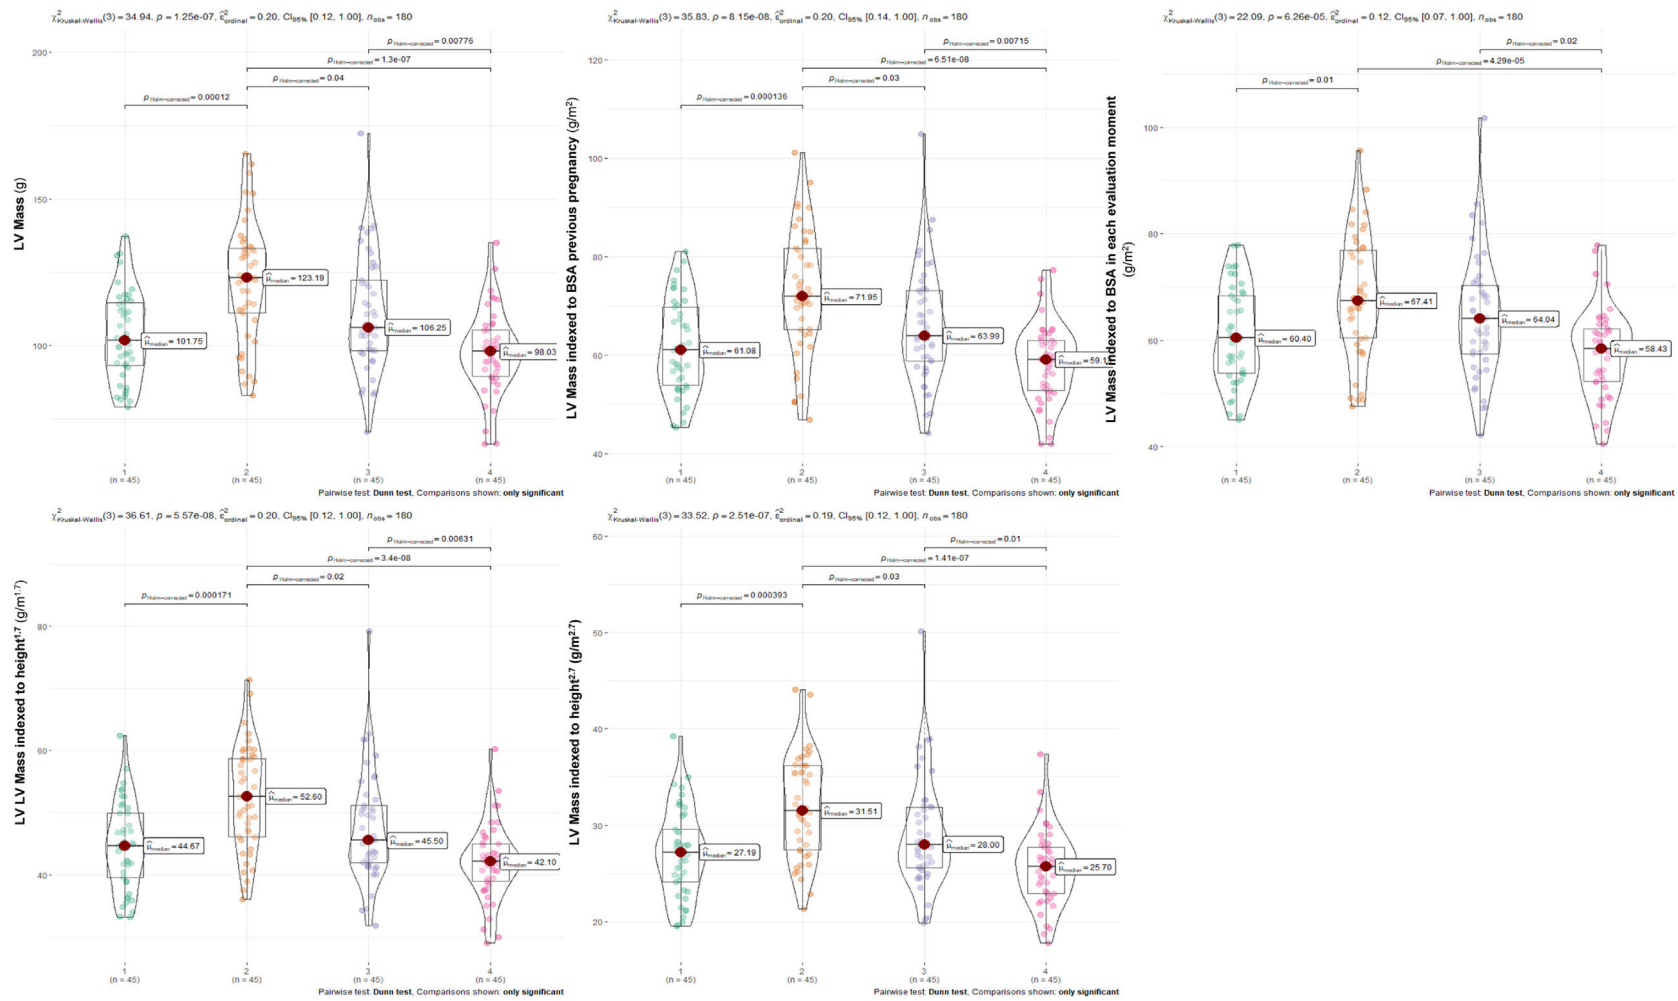 χ²Kruskal-Wallis(3) = 34.94, p = 1.25e-07, ε̂²ordinal = 0.20, CI95% [0.12, 1.00], nobs = 180
pHolm-corrected = 0.00776
pHolm-corrected = 1.3e-07
pHolm-corrected = 0.04
pHolm-corrected = 0.00012
LV Mass (g)
200
150
100
μ̂median = 101.75
μ̂median = 123.19
μ̂median = 106.25
μ̂median = 98.03
1
(n = 45)
2
(n = 45)
3
(n = 45)
4
(n = 45)
Pairwise test: Dunn test, Comparisons shown: only significant
χ²Kruskal-Wallis(3) = 35.83, p = 8.15e-08, ε̂²ordinal = 0.20, CI95% [0.14, 1.00], nobs = 180
pHolm-corrected = 0.00715
pHolm-corrected = 6.51e-08
pHolm-corrected = 0.03
pHolm-corrected = 0.000136
LV Mass indexed to BSA previous pregnancy (g/m²)
120
100
80
60
40
μ̂median = 61.08
μ̂median = 71.95
μ̂median = 63.99
μ̂median = 59.1
1
(n = 45)
2
(n = 45)
3
(n = 45)
4
(n = 45)
Pairwise test: Dunn test, Comparisons shown: only significant
χ²Kruskal-Wallis(3) = 22.09, p = 6.26e-05, ε̂²ordinal = 0.12, CI95% [0.07, 1.00], nobs = 180
pHolm-corrected = 0.02
pHolm-corrected = 4.29e-05
pHolm-corrected = 0.01
LV Mass indexed to BSA in each evaluation moment
(g/m²)
100
80
60
40
μ̂median = 60.40
μ̂median = 67.41
μ̂median = 64.04
μ̂median = 58.43
1
(n = 45)
2
(n = 45)
3
(n = 45)
4
(n = 45)
Pairwise test: Dunn test, Comparisons shown: only significant
χ²Kruskal-Wallis(3) = 36.61, p = 5.57e-08, ε̂²ordinal = 0.20, CI95% [0.12, 1.00], nobs = 180
pHolm-corrected = 0.00631
pHolm-corrected = 3.4e-08
pHolm-corrected = 0.02
pHolm-corrected = 0.000171
LV LV Mass indexed to height¹·⁷ (g/m¹·⁷)
80
60
40
μ̂median = 44.67
μ̂median = 52.60
μ̂median = 45.50
μ̂median = 42.10
1
(n = 45)
2
(n = 45)
3
(n = 45)
4
(n = 45)
Pairwise test: Dunn test, Comparisons shown: only significant
χ²Kruskal-Wallis(3) = 33.52, p = 2.51e-07, ε̂²ordinal = 0.19, CI95% [0.12, 1.00], nobs = 180
pHolm-corrected = 0.01
pHolm-corrected = 1.41e-07
pHolm-corrected = 0.03
pHolm-corrected = 0.000393
LV Mass indexed to height²·⁷ (g/m²·⁷)
60
50
40
30
20
μ̂median = 27.19
μ̂median = 31.51
μ̂median = 28.00
μ̂median = 25.70
1
(n = 45)
2
(n = 45)
3
(n = 45)
4
(n = 45)
Pairwise test: Dunn test, Comparisons shown: only significant